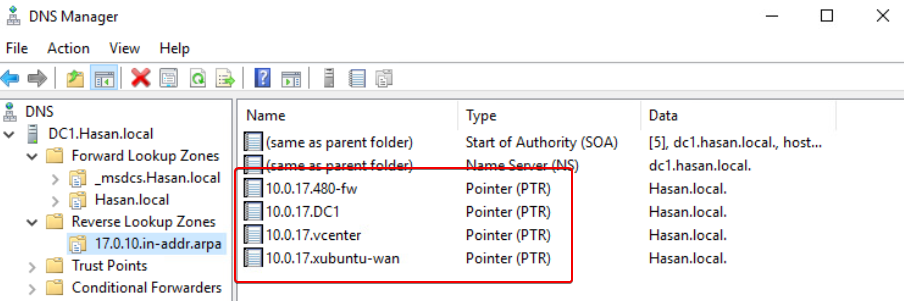 DNS Manager
File Action View Help
DNS
DC1.Hasan.local
Forward Lookup Zones
_msdcs.Hasan.local
Hasan.local
Reverse Lookup Zones
17.0.10.in-addr.arpa
Trust Points
Conditional Forwarders
Name Type Data
(same as parent folder) Start of Authority (SOA) [5], dc1.hasan.local., host...
(same as parent folder) Name Server (NS) dc1.hasan.local.
10.0.17.480-fw Pointer (PTR) Hasan.local.
10.0.17.DC1 Pointer (PTR) Hasan.local.
10.0.17.vcenter Pointer (PTR) Hasan.local.
10.0.17.xubuntu-wan Pointer (PTR) Hasan.local.